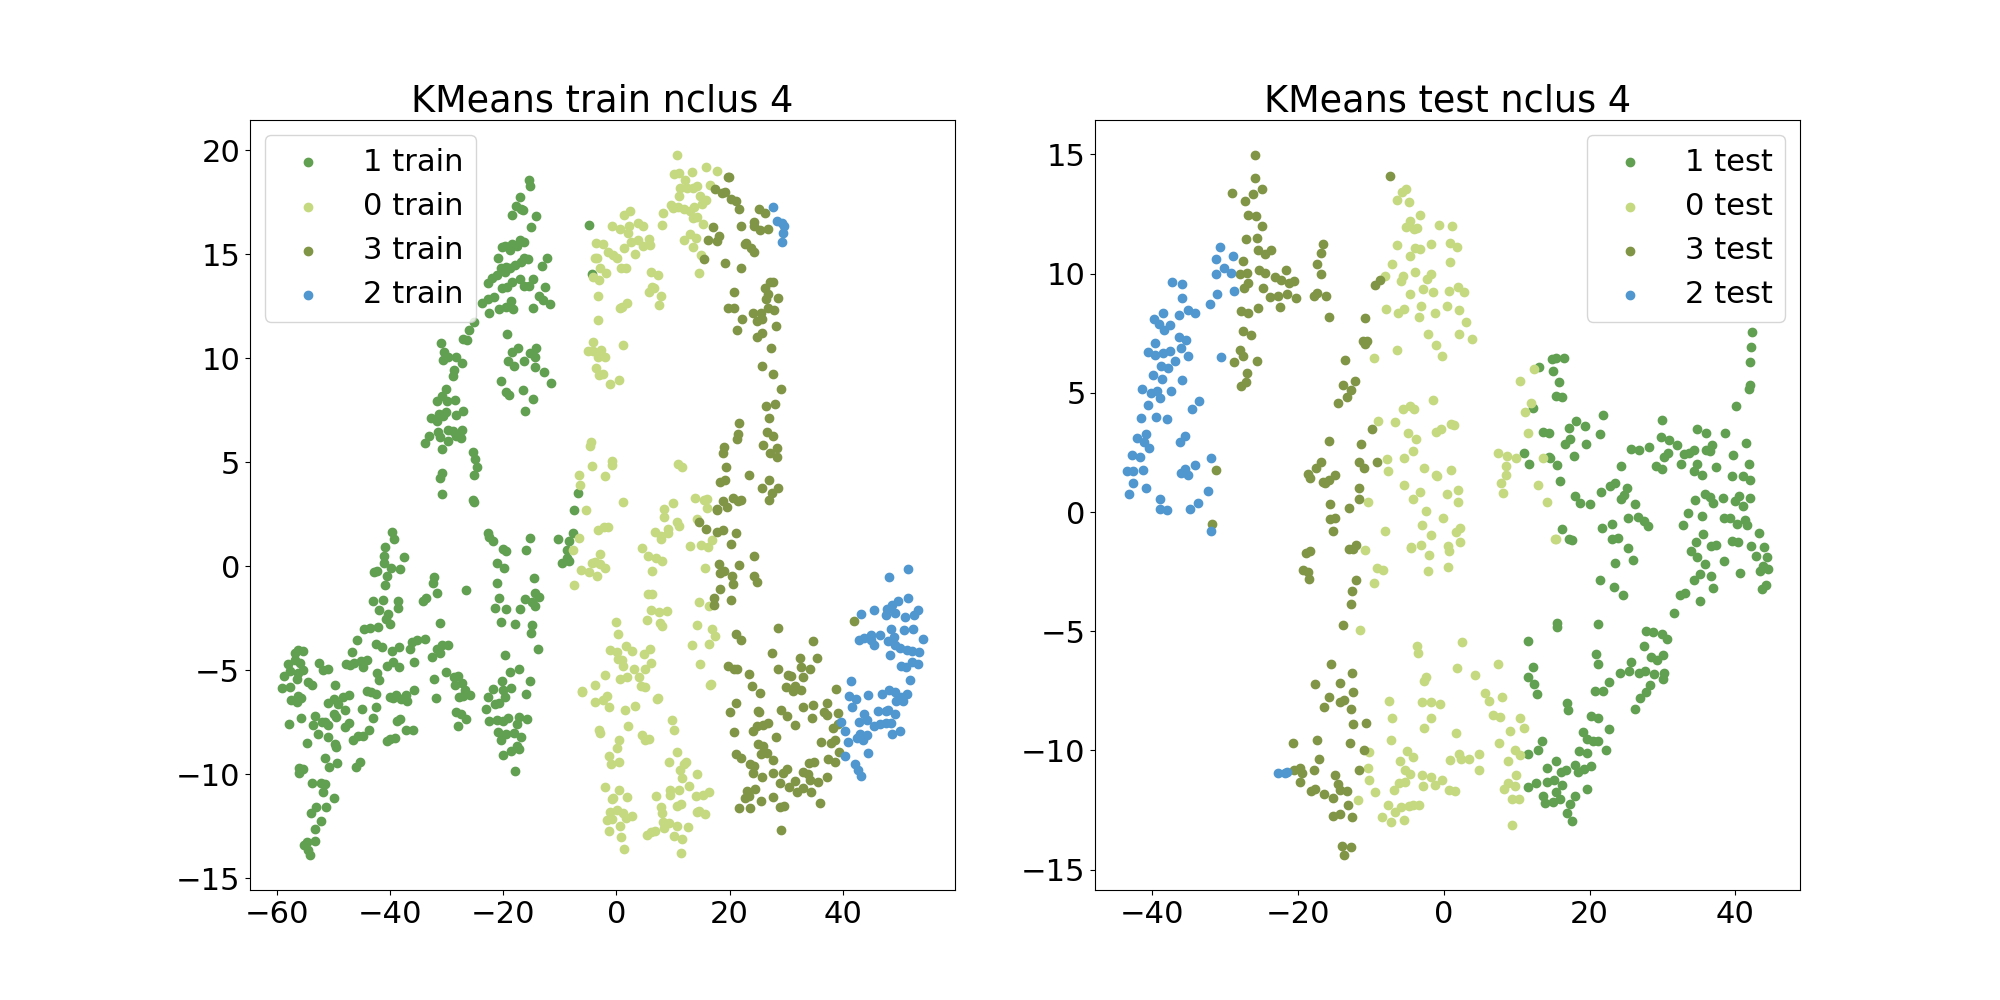 KMeans train nclus 4
20
15
10
5
0
−5
−10
−15
−60 −40 −20 0 20 40
1 train
0 train
3 train
2 train
KMeans test nclus 4
15
10
5
0
−5
−10
−15
−40 −20 0 20 40
1 test
0 test
3 test
2 test